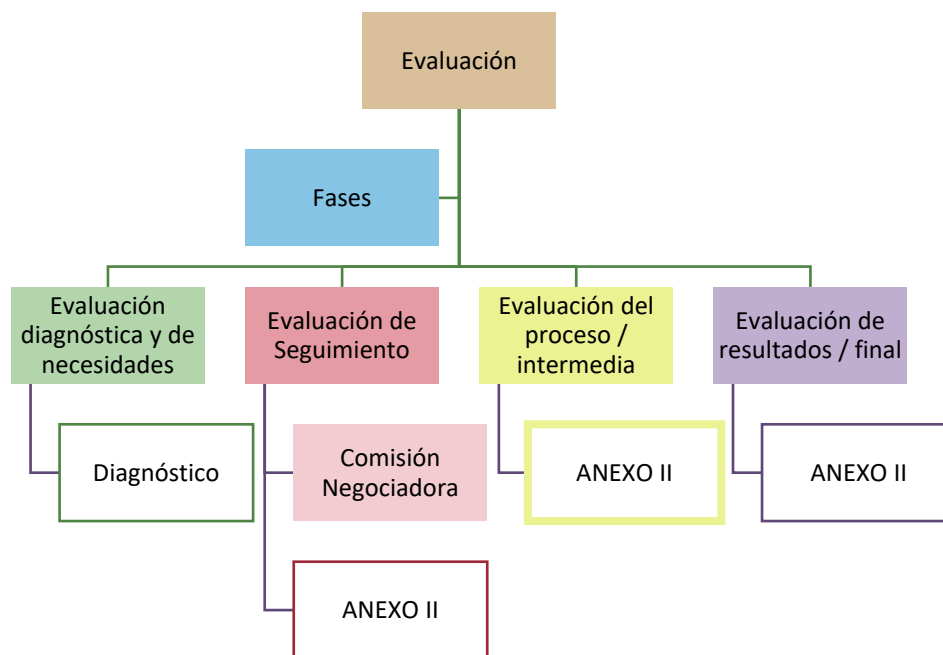 Evaluación
Fases
Evaluación
diagnóstica y de
necesidades
Evaluación de
Seguimiento
Evaluación del
proceso /
intermedia
Evaluación de
resultados / final
Diagnóstico
Comisión
Negociadora
ANEXO II
ANEXO II
ANEXO II